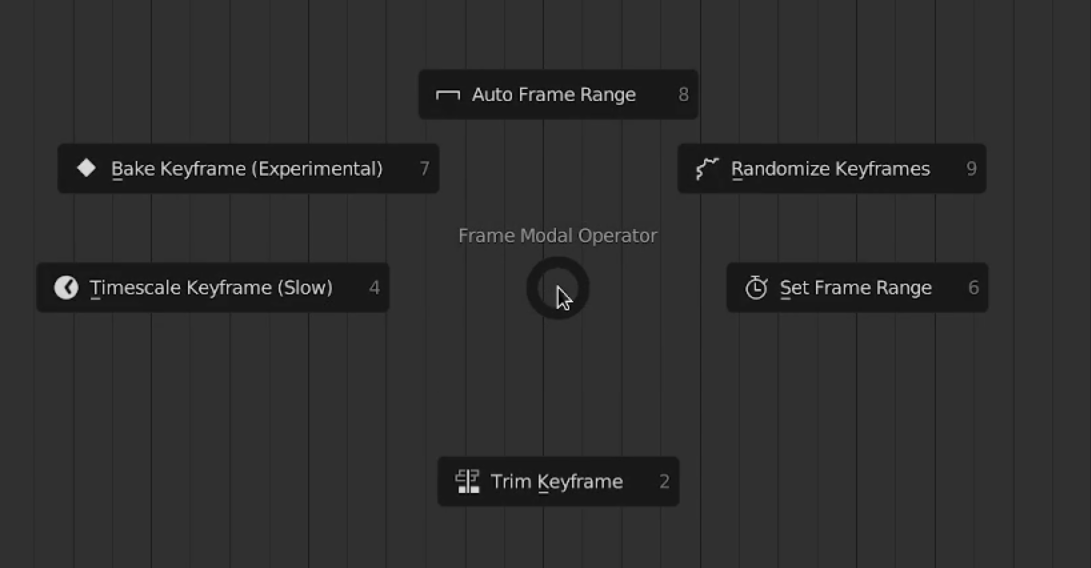 Auto Frame Range 8
Bake Keyframe (Experimental) 7
Randomize Keyframes 9
Frame Modal Operator
Timescale Keyframe (Slow) 4
Set Frame Range 6
Trim Keyframe 2